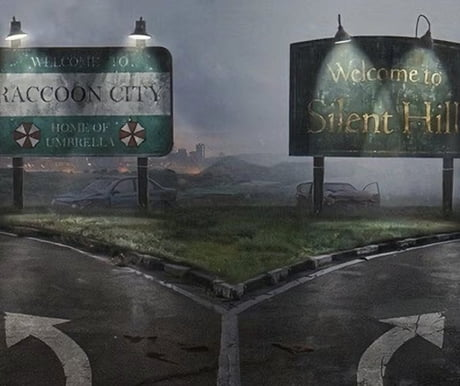 WELCOME TO
RACCOON CITY
HOME OF
UMBRELLA
Welcome to
Silent Hill